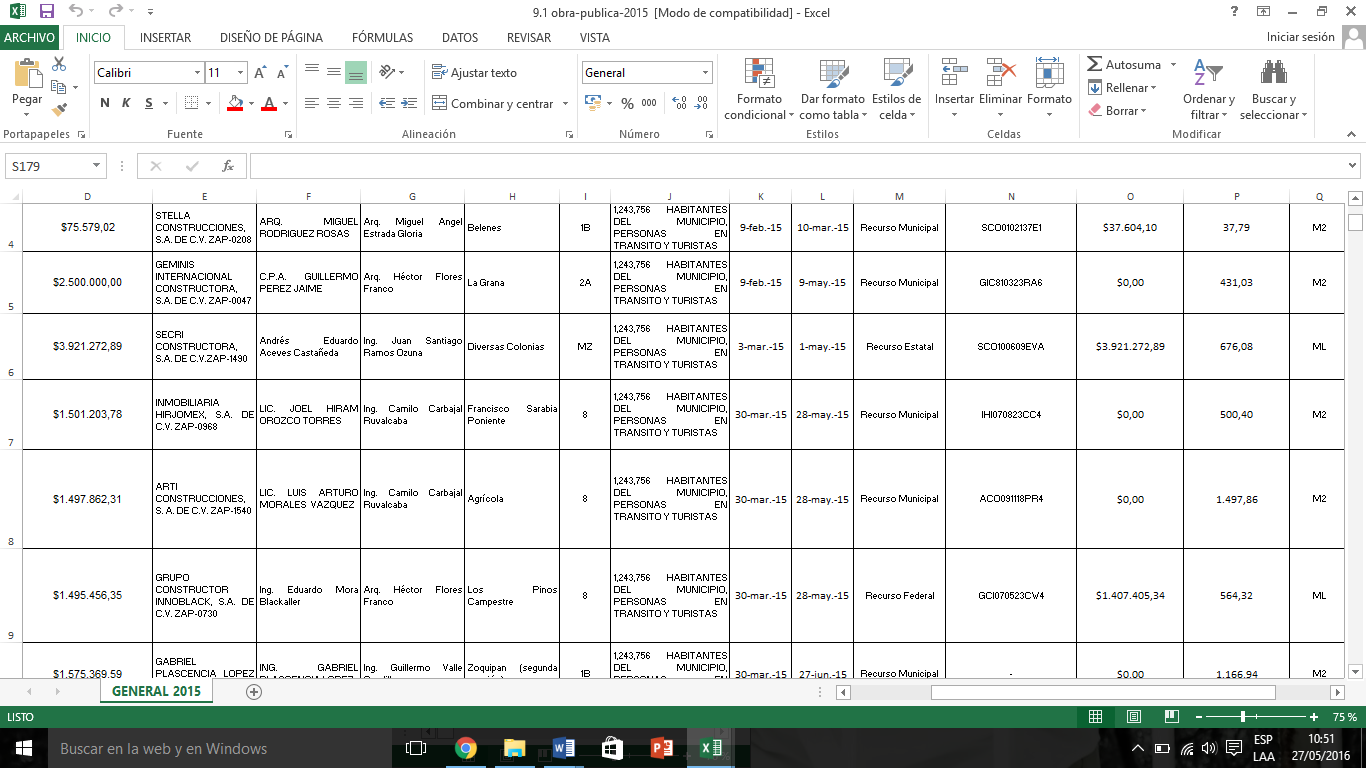 9.1 obra-publica-2015 [Modo de compatibilidad] - Excel
ARCHIVO INICIO INSERTAR DISEÑO DE PÁGINA FÓRMULAS DATOS REVISAR VISTA Iniciar sesión
Pegar
Portapapeles
Calibri 11
N K S
Fuente
Ajustar texto
Combinar y centrar
Alineación
General
% 000
Número
Formato condicional
Dar formato como tabla
Estilos de celda
Estilos
Insertar Eliminar Formato
Celdas
Autosuma
Rellenar
Borrar
Ordenar y filtrar
Buscar y seleccionar
Modificar
S179
fx
D E F G H I J K L M N O P Q
4
$75.579,02
STELLA
CONSTRUCCIONES,
S.A. DE C.V. ZAP-0208
ARQ. MIGUEL
RODRIGUEZ ROSAS
Arq. Miguel Angel
Estrada Gloria
Belenes
1B
1,243,756 HABITANTES
DEL MUNICIPIO,
PERSONAS EN
TRANSITO Y TURISTAS
9-feb.-15
10-mar.-15
Recurso Municipal
SCO0102137E1
$37.604,10
37,79
M2
5
$2.500.000,00
GEMINIS
INTERNACIONAL
CONSTRUCTORA,
S.A. DE C.V. ZAP-0047
C.P.A. GUILLERMO
PEREZ JAIME
Arq. Héctor Flores
Franco
La Grana
2A
1,243,756 HABITANTES
DEL MUNICIPIO,
PERSONAS EN
TRANSITO Y TURISTAS
9-feb.-15
9-may.-15
Recurso Municipal
GIC810323RA6
$0,00
431,03
M2
6
$3.921.272,89
SECRI
CONSTRUCTORA,
S.A. DE C.V.ZAP-1490
Andrés Eduardo
Aceves Castañeda
Ing. Juan Santiago
Ramos Ozuna
Diversas Colonias
MZ
1,243,756 HABITANTES
DEL MUNICIPIO,
PERSONAS EN
TRANSITO Y TURISTAS
3-mar.-15
1-may.-15
Recurso Estatal
SCO100609EVA
$3.921.272,89
676,08
ML
7
$1.501.203,78
INMOBILIARIA
HIRJOMEX, S.A. DE
C.V. ZAP-0968
LIC. JOEL HIRAM
OROZCO TORRES
Ing. Camilo Carbajal
Ruvalcaba
Francisco Sarabia
Poniente
8
1,243,756 HABITANTES
DEL MUNICIPIO,
PERSONAS EN
TRANSITO Y TURISTAS
30-mar.-15
28-may.-15
Recurso Municipal
IHI070823CC4
$0,00
500,40
M2
8
$1.497.862,31
ARTI
CONSTRUCCIONES,
S. A. DE C.V. ZAP-1540
LIC. LUIS ARTURO
MORALES VAZQUEZ
Ing. Camilo Carbajal
Ruvalcaba
Agrícola
8
1,243,756 HABITANTES
DEL MUNICIPIO,
PERSONAS EN
TRANSITO Y TURISTAS
30-mar.-15
28-may.-15
Recurso Municipal
ACO091118PR4
$0,00
1.497,86
M2
9
$1.495.456,35
GRUPO
CONSTRUCTOR
INNOBLACK, S.A. DE
C.V. ZAP-0730
Ing. Eduardo Mora
Blackaller
Arq. Héctor Flores
Franco
Los Pinos
Campestre
8
1,243,756 HABITANTES
DEL MUNICIPIO,
PERSONAS EN
TRANSITO Y TURISTAS
30-mar.-15
28-may.-15
Recurso Federal
GCI070523CW4
$1.407.405,34
564,32
ML
$1.575.369,59
GABRIEL
PLASCENCIA LOPEZ
ING. GABRIEL
PLASCENCIA LOPEZ
Ing. Guillermo Valle
Zoquipan (segunda
1B
1,243,756 HABITANTES
DEL MUNICIPIO,
PERSONAS EN
30-mar.-15
27-jun.-15
Recurso Municipal
-
$0,00
1.166,94
M2
GENERAL 2015
LISTO
75 %
Buscar en la web y en Windows
ESP
LAA
10:51
27/05/2016